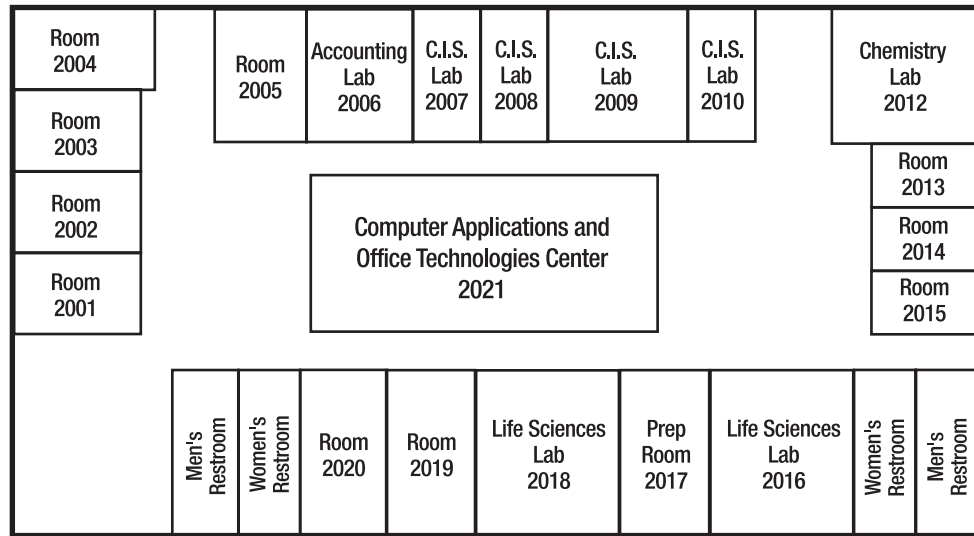 Room
2004
Room
2003
Room
2002
Room
2001
Room
2005
Accounting
Lab
2006
C.I.S.
Lab
2007
C.I.S.
Lab
2008
C.I.S.
Lab
2009
C.I.S.
Lab
2010
Chemistry
Lab
2012
Room
2013
Room
2014
Room
2015
Computer Applications and
Office Technologies Center
2021
Men's
Restroom
Women's
Restroom
Room
2020
Room
2019
Life Sciences
Lab
2018
Prep
Room
2017
Life Sciences
Lab
2016
Women's
Restroom
Men's
Restroom